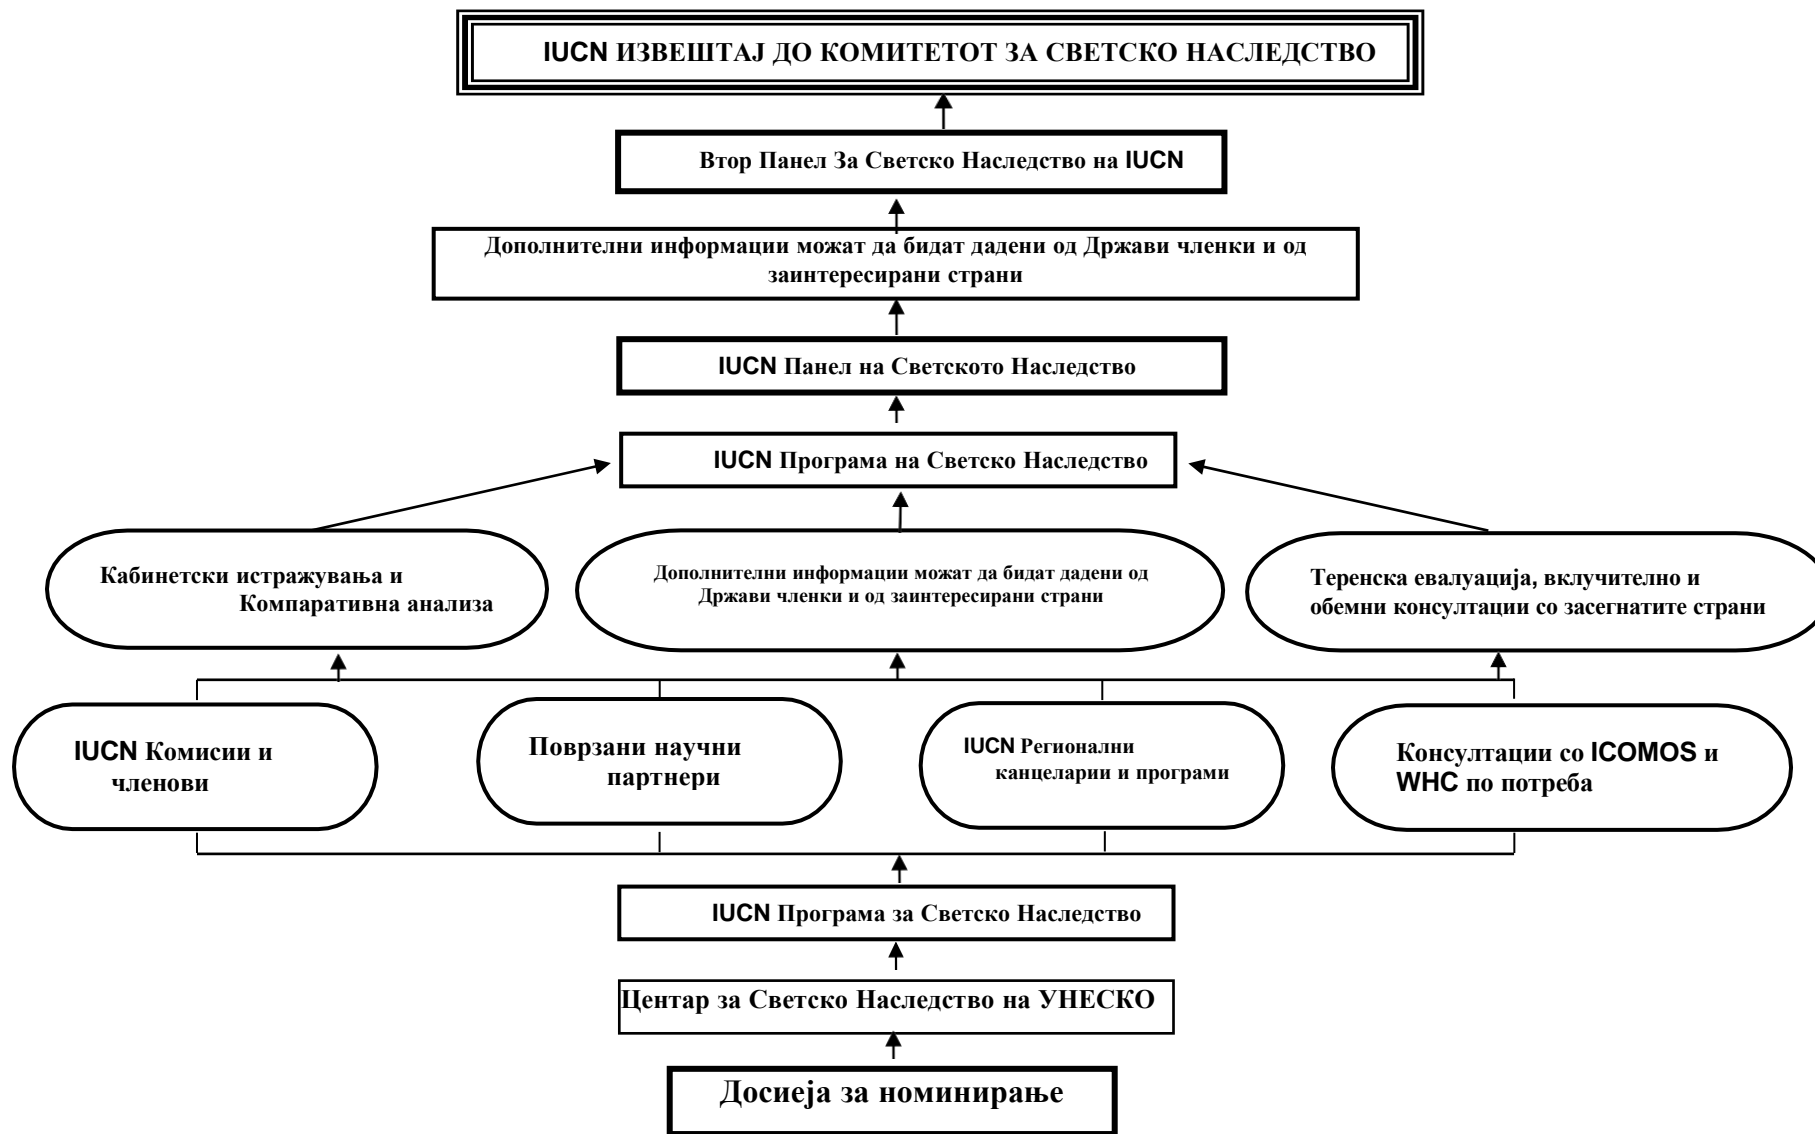 IUCN ИЗВЕШТАЈ ДО КОМИТЕТОТ ЗА СВЕТСКО НАСЛЕДСТВО
Втор Панел За Светско Наследство на IUCN
Дополнителни информации можат да бидат дадени од Држави членки и од
заинтересирани страни
IUCN Панел на Светското Наследство
IUCN Програма на Светско Наследство
Кабинетски истражувања и
Компаративна анализа
Дополнителни информации можат да бидат дадени од
Држави членки и од заинтересирани страни
Теренска евалуација, вклучително и
обемни консултации со засегнатите страни
IUCN Комисии и
членови
Поврзани научни
партнери
IUCN Регионални
канцеларии и програми
Консултации со ICOMOS и
WHC по потреба
IUCN Програма за Светско Наследство
Центар за Светско Наследство на УНЕСКО
Досиеја за номинирање